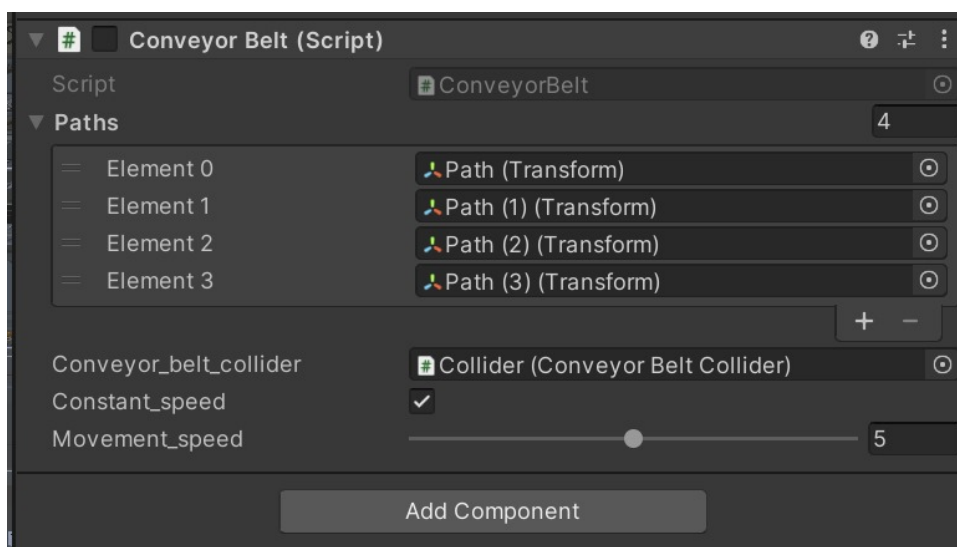 # Conveyor Belt (Script)
Script # ConveyorBelt
Paths 4
Element 0 Path (Transform)
Element 1 Path (1) (Transform)
Element 2 Path (2) (Transform)
Element 3 Path (3) (Transform)
+ −
Conveyor_belt_collider # Collider (Conveyor Belt Collider)
Constant_speed
Movement_speed 5
Add Component